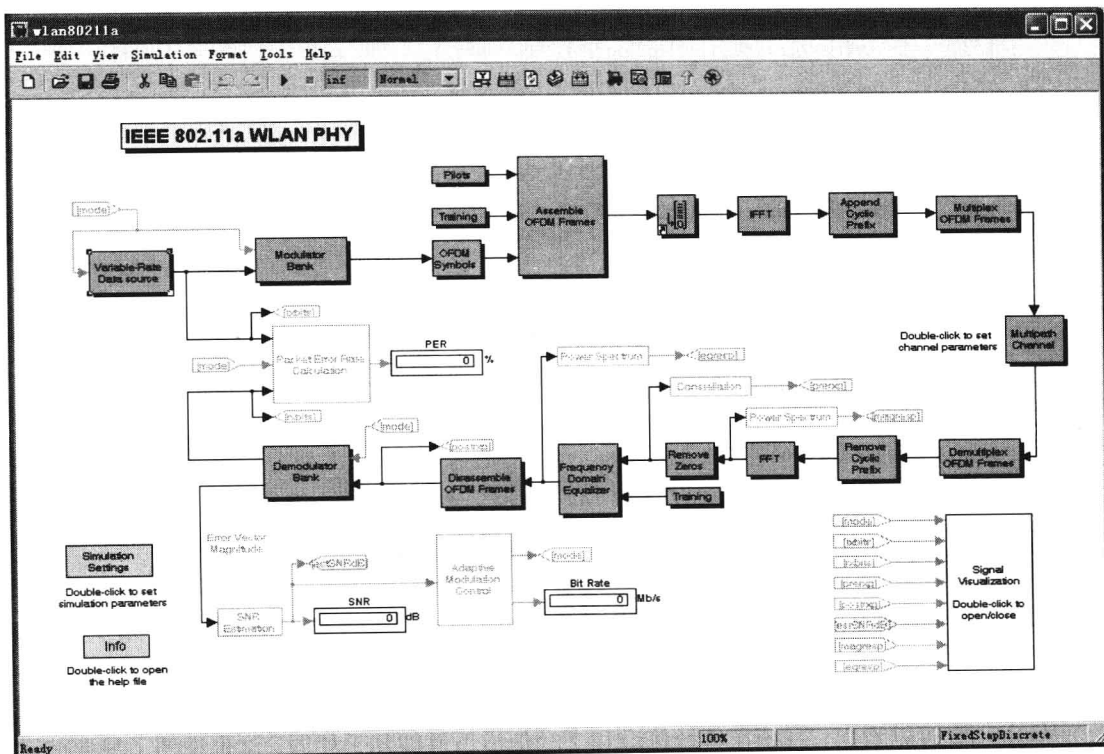 wlan80211a
File Edit View Simulation Format Tools Help
inf Normal
IEEE 802.11a WLAN PHY
[mode]
Variable-Rate
Data source
Modulator
Bank
Pilots
Training
OFDM
Symbols
Assemble
OFDM Frames
IFFT
Append
Cyclic
Prefix
Multiplex
OFDM Frames
Double-click to set
channel parameters
Multipath
Channel
[mode]
Packet Error Rate
Calculation
PER
0
%
Power Spectrum
Constellation
Power Spectrum
[mode]
Demodulator
Bank
Disassemble
OFDM Frames
Frequency
Domain
Equalizer
Remove
Zeros
Training
FFT
Remove
Cyclic
Prefix
Demultiplex
OFDM Frames
Error Vector
Magnitude
SNR
Estimation
SNR
0
dB
Adaptive
Modulation
Control
[mode]
Bit Rate
0
Mb/s
Simulation
Settings
Double-click to set
simulation parameters
Info
Double-click to open
the help file
[mode]
Signal
Visualization
Double-click to
open/close
Ready
100%
FixedStepDiscrete